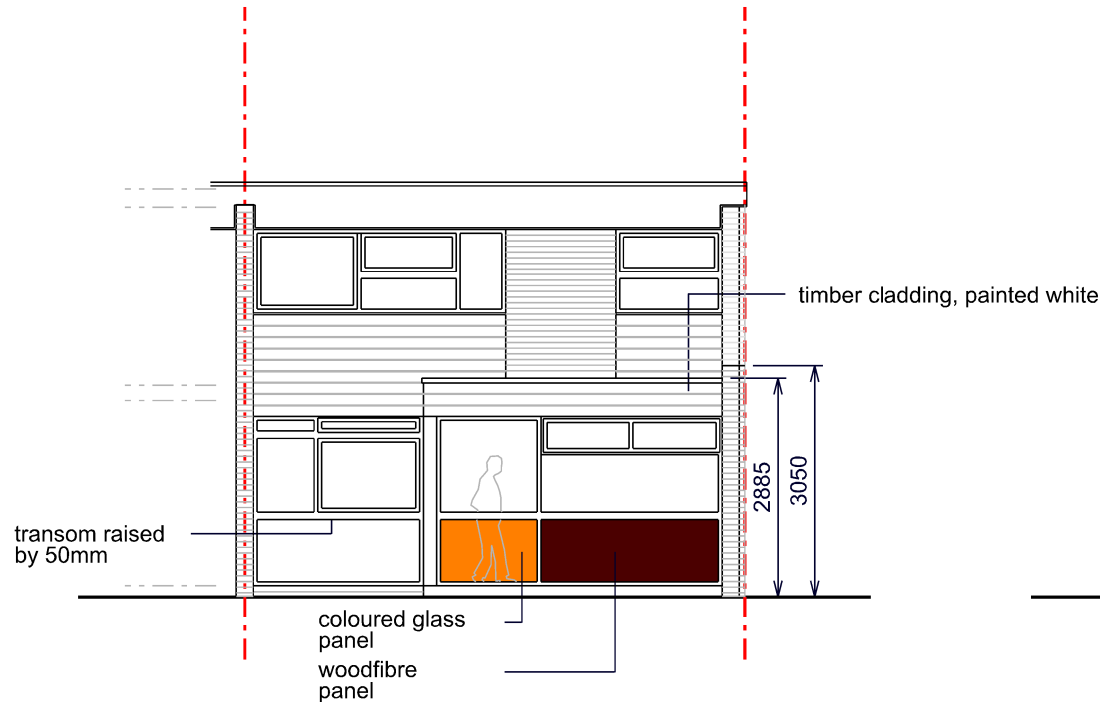 timber cladding, painted white
2885
3050
transom raised
by 50mm
coloured glass
panel
woodfibre
panel